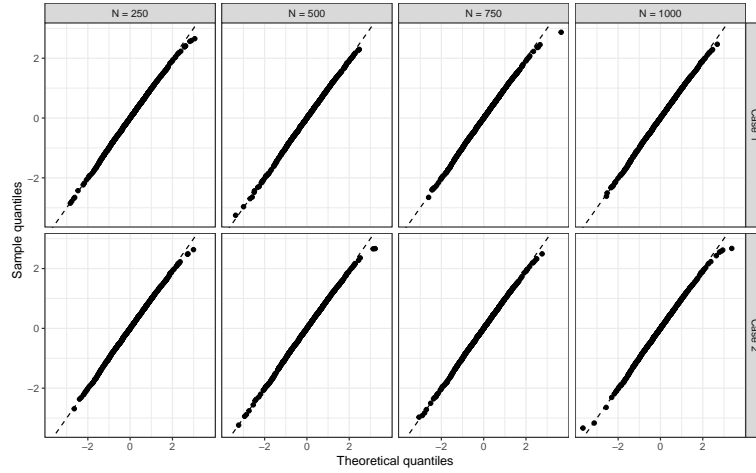 N = 250 N = 500 N = 750 N = 1000
2
0
−2
Case 1
2
0
−2
Case 2
Sample quantiles
−2 0 2 −2 0 2 −2 0 2 −2 0 2
Theoretical quantiles